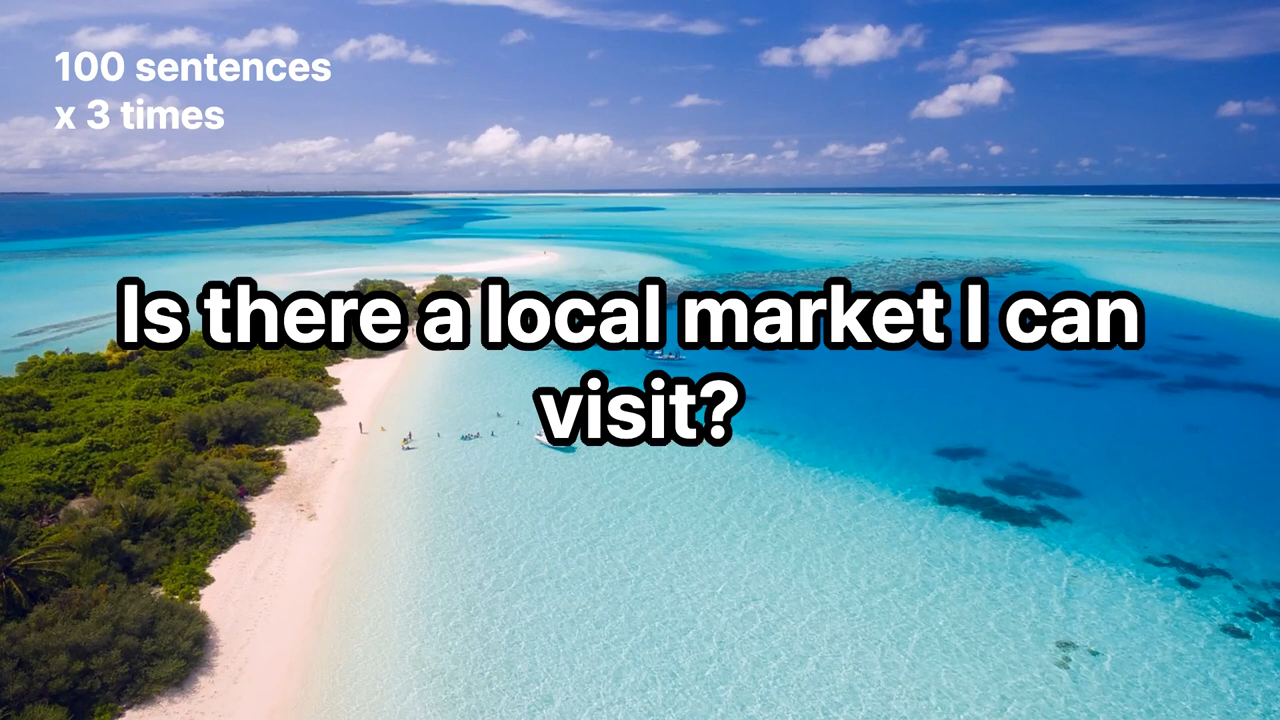 100 sentences
x 3 times
Is there a local market I can
visit?